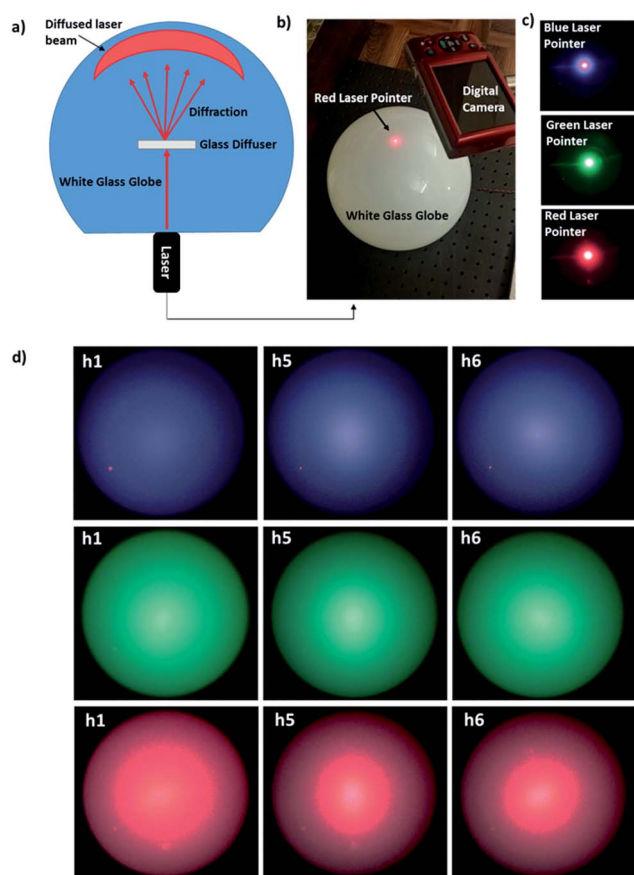 a)
Diffused laser
beam
Diffraction
Glass Diffuser
White Glass Globe
Laser
b)
Red Laser Pointer
Digital
Camera
White Glass Globe
c)
Blue Laser
Pointer
Green Laser
Pointer
Red Laser
Pointer
d)
h1
h5
h6
h1
h5
h6
h1
h5
h6